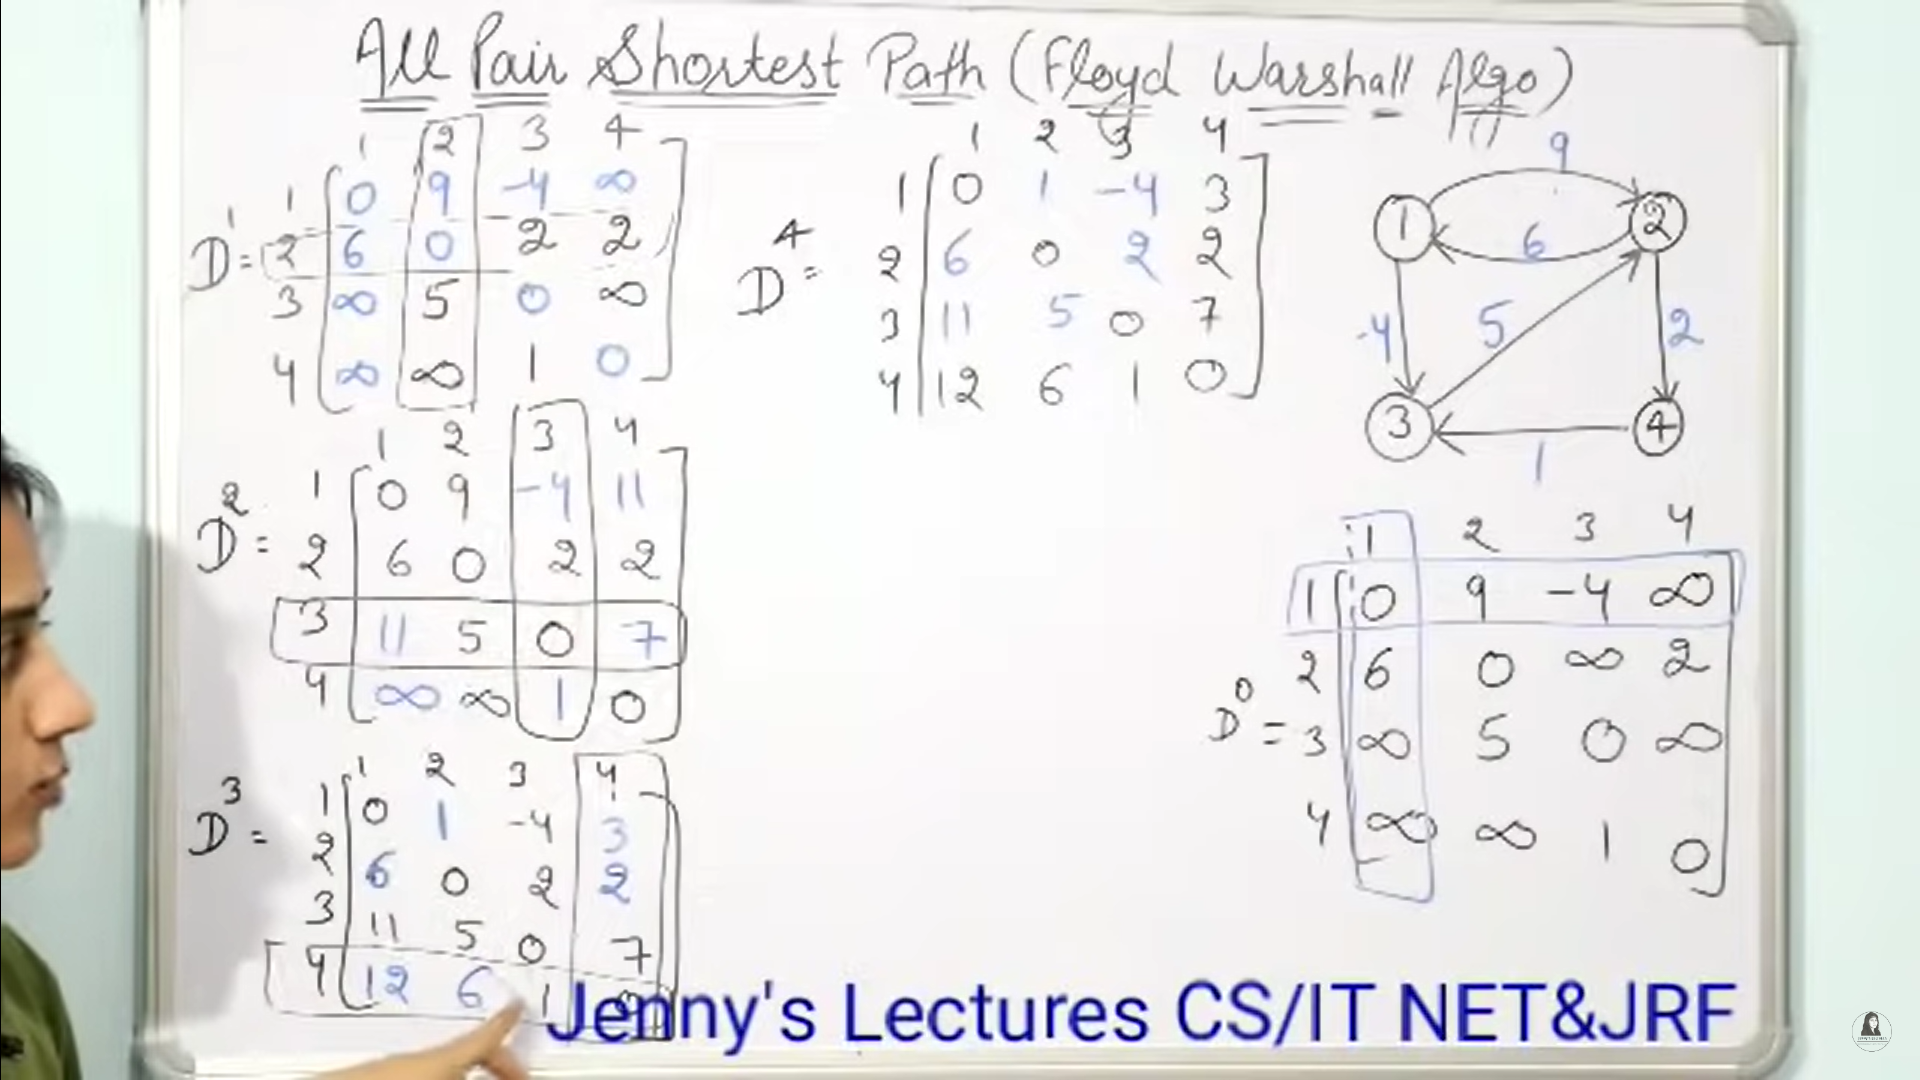 All Pair Shortest Path (Floyd Warshall Algo)
1 2 3 4
D¹ =
1 0 9 -4 ∞
2 6 0 2 2
3 ∞ 5 0 ∞
4 ∞ ∞ 1 0
1 2 3 4
D² =
1 0 9 -4 11
2 6 0 2 2
3 11 5 0 7
4 ∞ ∞ 1 0
1 2 3 4
D³ =
1 0 1 -4 3
2 6 0 2 2
3 11 5 0 7
4 12 6 1 0
1 2 3 4
D⁴ =
1 0 1 -4 3
2 6 0 2 2
3 11 5 0 7
4 12 6 1 0
9
1 2
6
-4 5 2
3 4
1
1 2 3 4
D⁰ =
1 0 9 -4 ∞
2 6 0 ∞ 2
3 ∞ 5 0 ∞
4 ∞ ∞ 1 0
Jenny's Lectures CS/IT NET&JRF